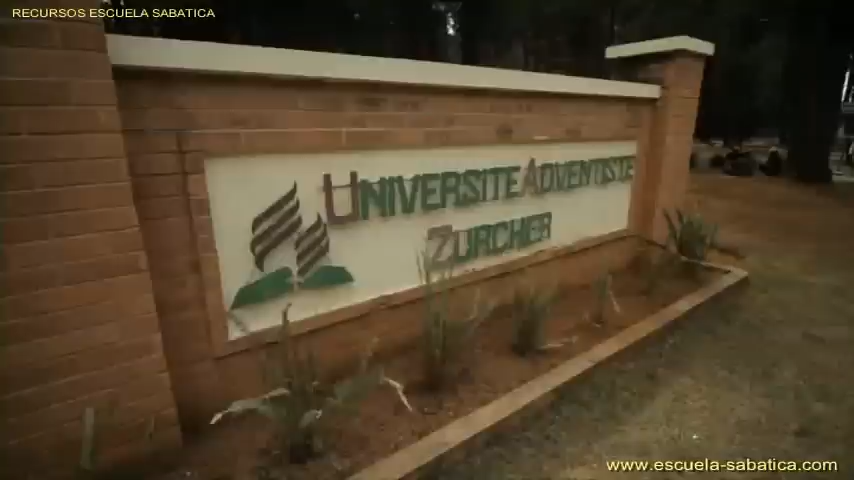 RECURSOS ESCUELA SABATICA
UNIVERSITE ADVENTISTE
ZURCHER
www.escuela-sabatica.com